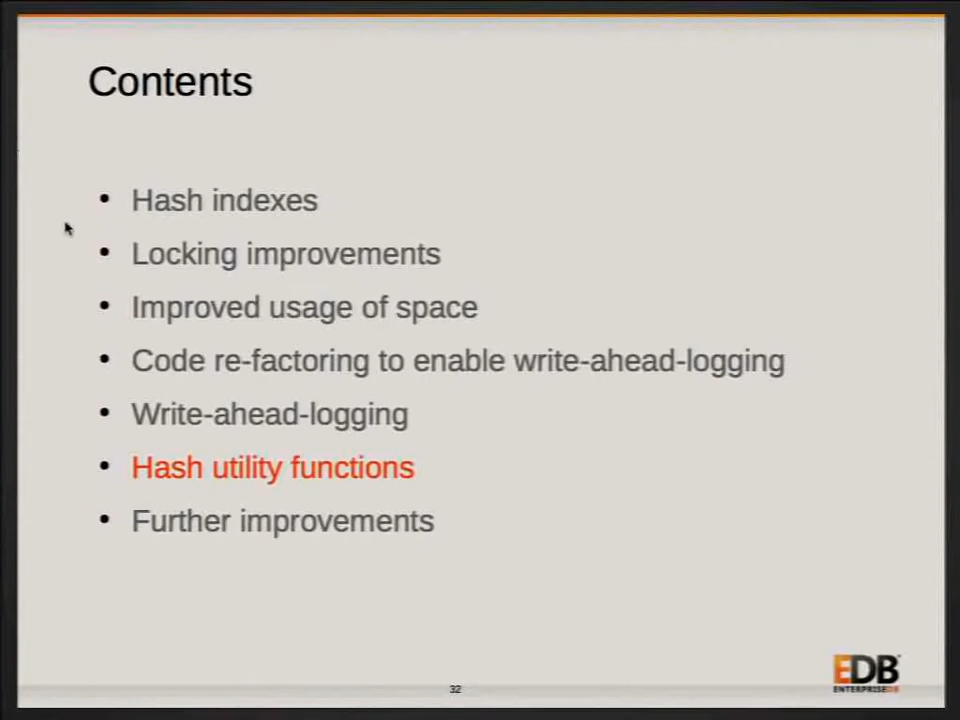 Contents
• Hash indexes
• Locking improvements
• Improved usage of space
• Code re-factoring to enable write-ahead-logging
• Write-ahead-logging
• Hash utility functions
• Further improvements
EDB
ENTERPRISEDB
32